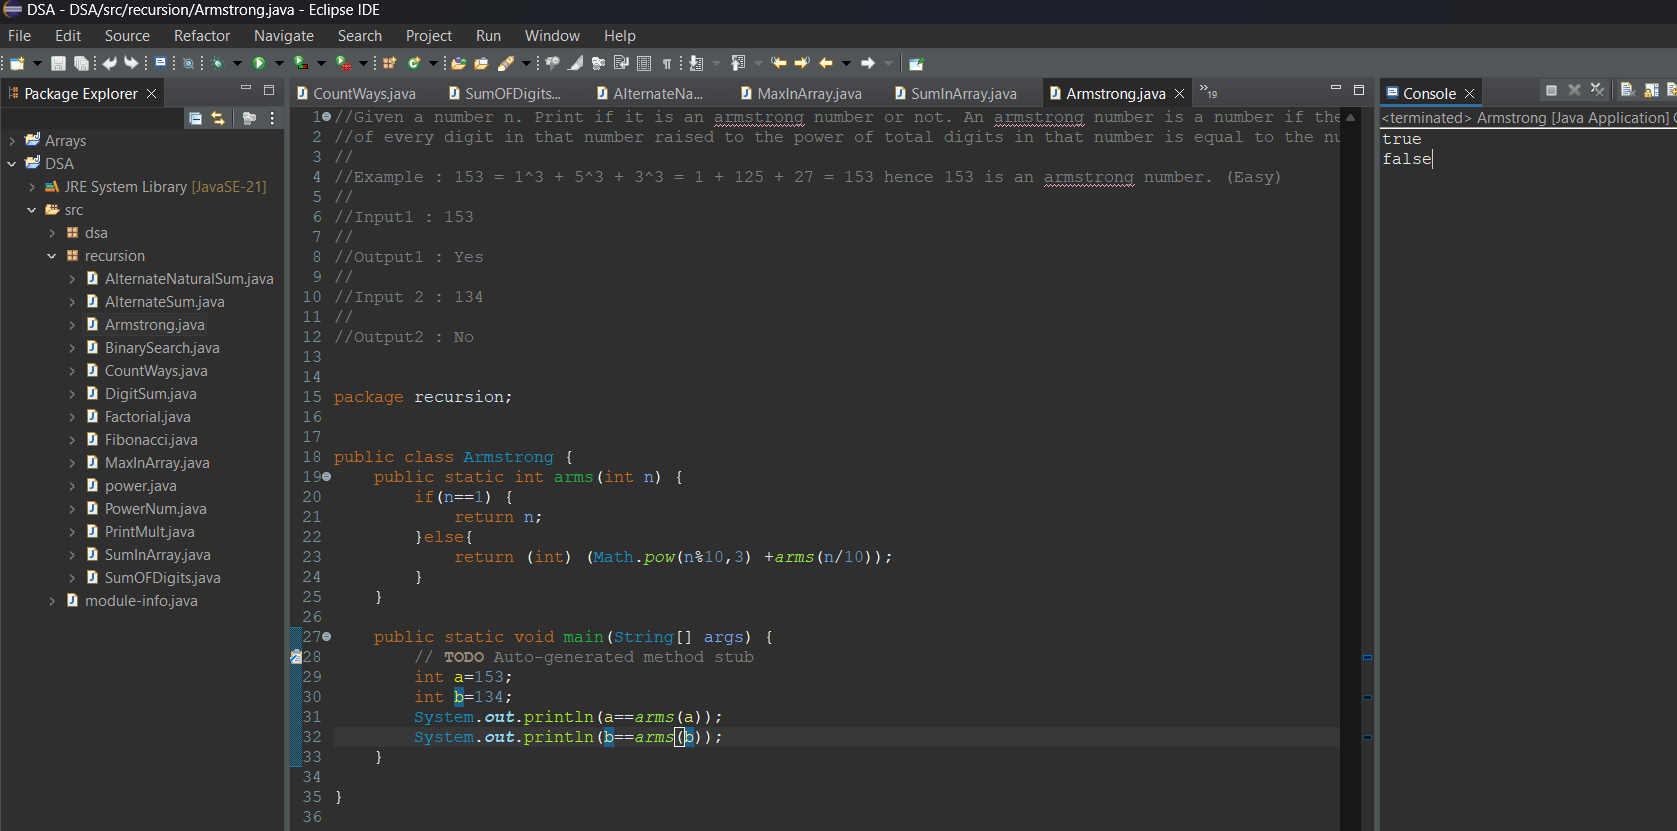 DSA - DSA/src/recursion/Armstrong.java - Eclipse IDE
File Edit Source Refactor Navigate Search Project Run Window Help
Package Explorer
Arrays
DSA
JRE System Library [JavaSE-21]
src
dsa
recursion
AlternateNaturalSum.java
AlternateSum.java
Armstrong.java
BinarySearch.java
CountWays.java
DigitSum.java
Factorial.java
Fibonacci.java
MaxInArray.java
power.java
PowerNum.java
PrintMult.java
SumInArray.java
SumOFDigits.java
module-info.java
CountWays.java SumOFDigits... AlternateNa... MaxInArray.java SumInArray.java Armstrong.java »19
1 //Given a number n. Print if it is an armstrong number or not. An armstrong number is a number if the
2 //of every digit in that number raised to the power of total digits in that number is equal to the nu
3 //
4 //Example : 153 = 1^3 + 5^3 + 3^3 = 1 + 125 + 27 = 153 hence 153 is an armstrong number. (Easy)
5 //
6 //Input1 : 153
7 //
8 //Output1 : Yes
9 //
10 //Input 2 : 134
11 //
12 //Output2 : No
13
14
15 package recursion;
16
17
18 public class Armstrong {
19 public static int arms(int n) {
20 if(n==1) {
21 return n;
22 }else{
23 return (int) (Math.pow(n%10,3) +arms(n/10));
24 }
25 }
26
27 public static void main(String[] args) {
28 // TODO Auto-generated method stub
29 int a=153;
30 int b=134;
31 System.out.println(a==arms(a));
32 System.out.println(b==arms(b));
33 }
34
35 }
36
Console
<terminated> Armstrong [Java Application]
true
false